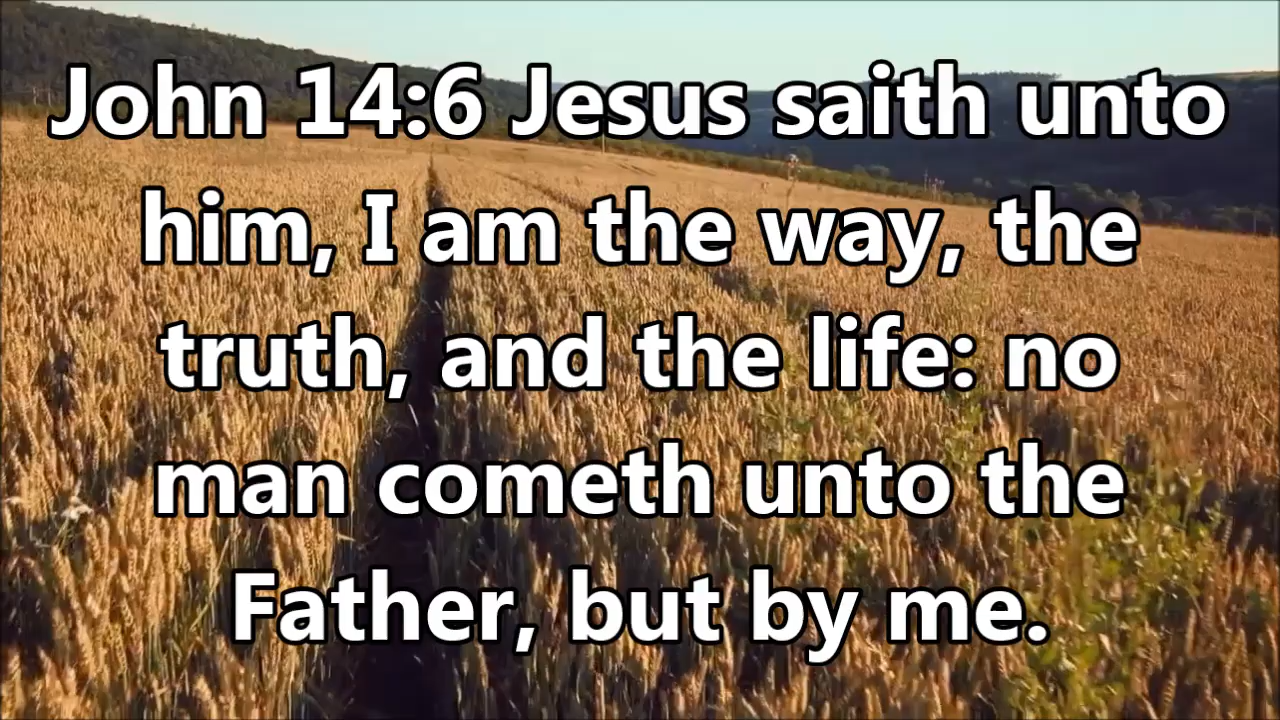 John 14:6 Jesus saith unto
him, I am the way, the
truth, and the life: no
man cometh unto the
Father, but by me.